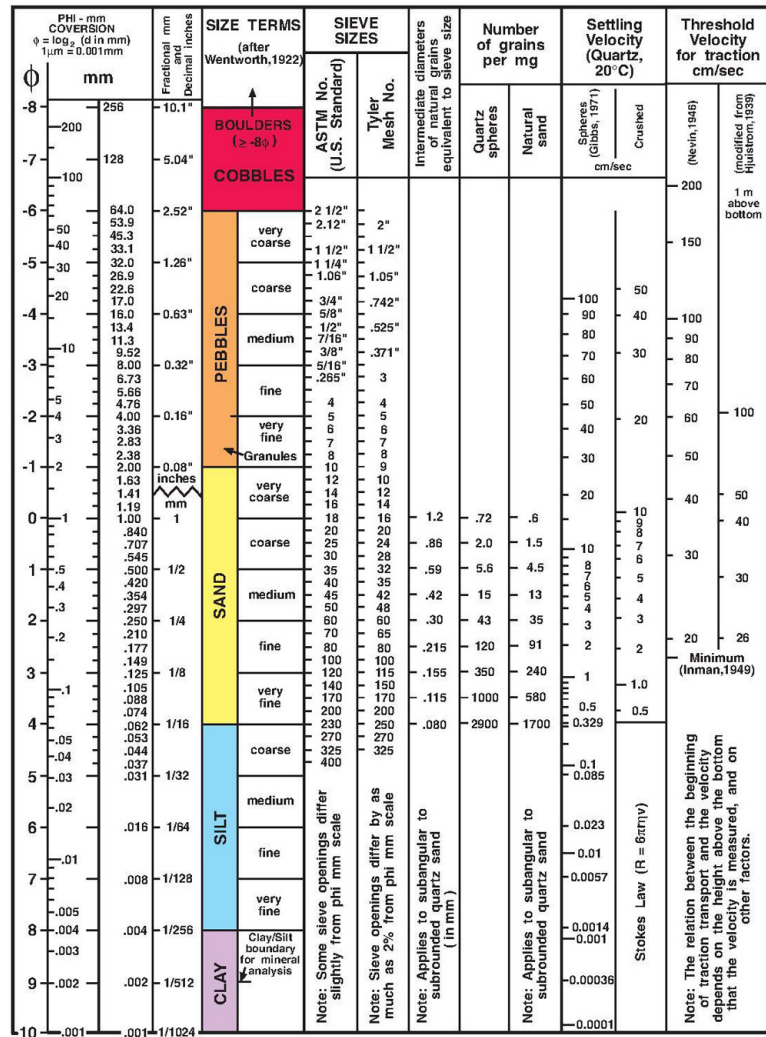 PHI - mm
COVERSION
ϕ = log₂ (d in mm)
1μm = 0.001mm
ϕ
mm
Fractional mm
and
Decimal inches
SIZE TERMS
(after
Wentworth,1922)
SIEVE
SIZES
ASTM No.
(U.S. Standard)
Tyler
Mesh No.
Intermediate diameters
of natural grains
equivalent to sieve size
Number
of grains
per mg
Quartz
spheres
Natural
sand
Settling
Velocity
(Quartz,
20°C)
Spheres
(Gibbs, 1971)
Crushed
cm/sec
Threshold
Velocity
for traction
cm/sec
(Nevin,1946)
(modified from
Hjulstrom,1939)
1 m
above
bottom
-8
-7
-6
-5
-4
-3
-2
-1
0
1
2
3
4
5
6
7
8
9
10
200
100
50
40
30
20
10
5
4
3
2
1
.5
.4
.3
.2
.1
.05
.04
.03
.02
.01
.005
.004
.003
.002
.001
256
128
64.0
53.9
45.3
33.1
32.0
26.9
22.6
17.0
16.0
13.4
11.3
9.52
8.00
6.73
5.66
4.76
4.00
3.36
2.83
2.38
2.00
1.63
1.41
1.19
1.00
.840
.707
.545
.500
.420
.354
.297
.250
.210
.177
.149
.125
.105
.088
.074
.062
.053
.044
.037
.031
.016
.008
.004
.002
.001
10.1"
5.04"
2.52"
1.26"
0.63"
0.32"
0.16"
0.08"
inches
mm
1
1/2
1/4
1/8
1/16
1/32
1/64
1/128
1/256
1/512
1/1024
BOULDERS
(≥ -8ϕ)
COBBLES
PEBBLES
very
coarse
coarse
medium
fine
very
fine
Granules
SAND
very
coarse
coarse
medium
fine
very
fine
SILT
coarse
medium
fine
very
fine
CLAY
Clay/Silt
boundary
for mineral
analysis
2 1/2"
2.12"
1 1/2"
1 1/4"
1.06"
3/4"
5/8"
1/2"
7/16"
3/8"
5/16"
.265"
4
5
6
7
8
10
12
14
16
18
20
25
30
35
40
45
50
60
70
80
100
120
140
170
200
230
270
325
400
Note: Some sieve openings differ
slightly from phi mm scale
2"
1 1/2"
1.05"
.742"
.525"
.371"
3
4
5
6
7
8
9
10
12
14
16
20
24
28
32
35
42
48
60
65
80
100
115
150
170
200
250
270
325
Note: Sieve openings differ by as
much as 2% from phi mm scale
1.2
.86
.59
.42
.30
.215
.155
.115
.080
Note: Applies to subangular to
subrounded quartz sand
(in mm)
.72
2.0
5.6
15
43
120
350
1000
2900
.6
1.5
4.5
13
35
91
240
580
1700
Note: Applies to subangular to
subrounded quartz sand
100
90
80
70
60
50
40
30
20
10
8
7
6
5
4
3
2
1
0.5
0.329
0.1
0.085
0.023
0.01
0.0057
0.0014
0.001
0.00036
0.0001
50
40
30
20
10
9
8
7
6
5
4
3
2
1.0
0.5
Stokes Law (R = 6πrηv)
200
150
100
90
80
70
60
50
40
30
20
100
50
40
30
26
Minimum
(Inman,1949)
Note: The relation between the beginning
of traction transport and the velocity
depends on the height above the bottom
that the velocity is measured, and on
other factors.